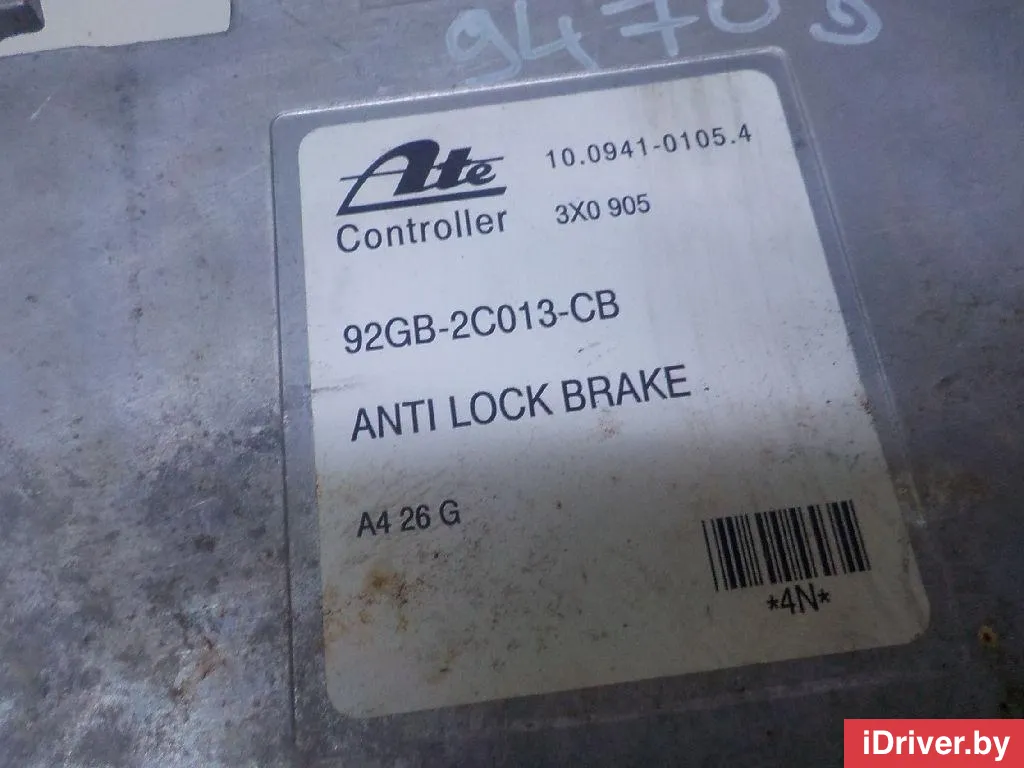 94709
Ate
10.0941-0105.4
Controller
3X0 905
92GB-2C013-CB
ANTI LOCK BRAKE
A4 26 G
*4N*
iDriver.by